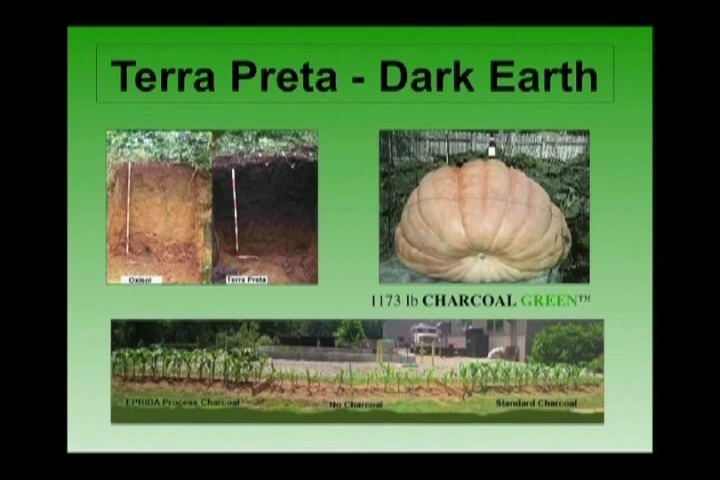 Terra Preta - Dark Earth
Oxisol
Terra Preta
1173 lb CHARCOAL GREEN™
EPRIDA Process Charcoal
No Charcoal
Standard Charcoal